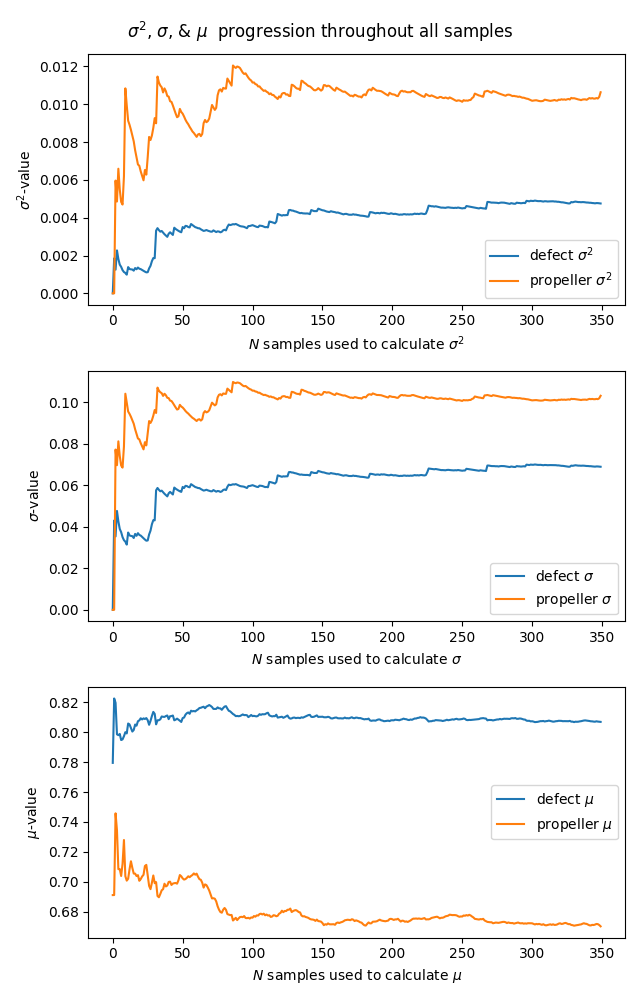 σ², σ, & μ progression throughout all samples
0.012
0.010
0.008
0.006
0.004
0.002
0.000
σ²-value
defect σ²
propeller σ²
0 50 100 150 200 250 300 350
N samples used to calculate σ²
0.10
0.08
0.06
0.04
0.02
0.00
σ-value
defect σ
propeller σ
0 50 100 150 200 250 300 350
N samples used to calculate σ
0.82
0.80
0.78
0.76
0.74
0.72
0.70
0.68
μ-value
defect μ
propeller μ
0 50 100 150 200 250 300 350
N samples used to calculate μ